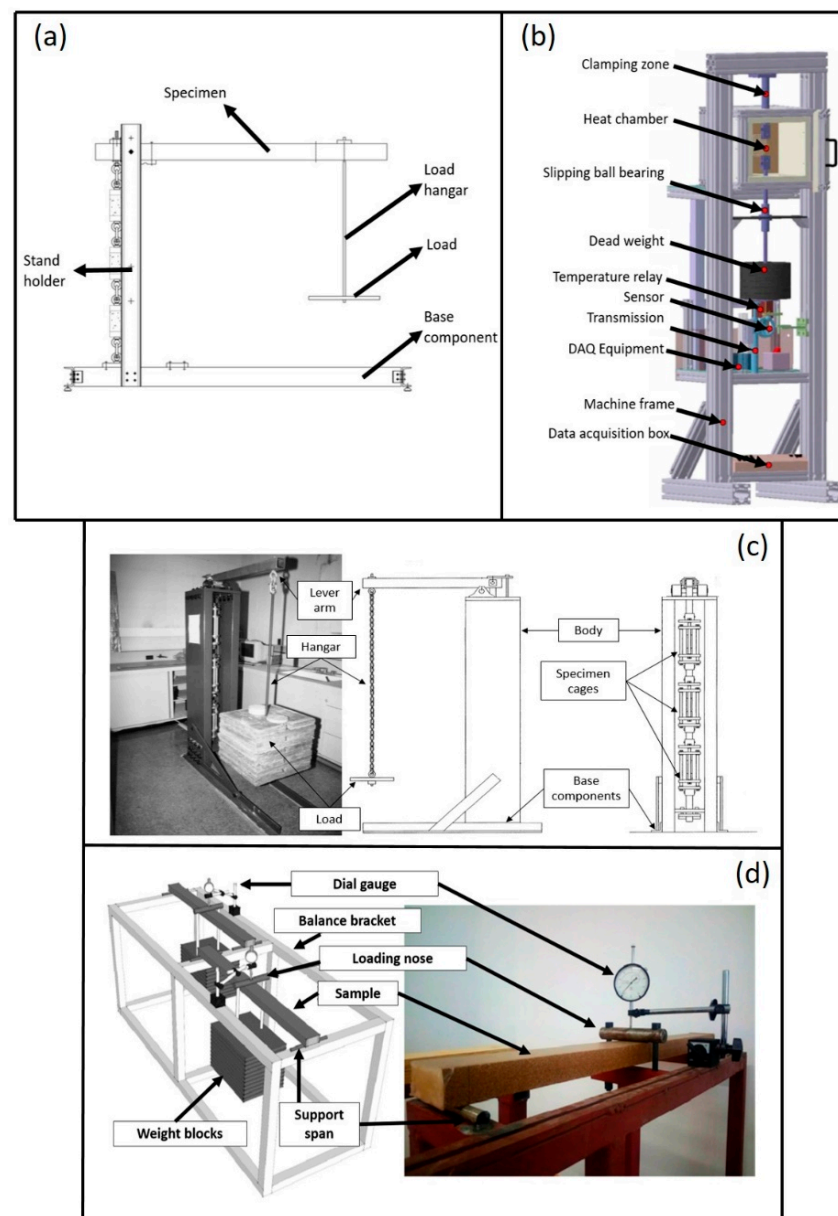 (a)
Specimen
Load
hangar
Load
Stand
holder
Base
component
(b)
Clamping zone
Heat chamber
Slipping ball bearing
Dead weight
Temperature relay
Sensor
Transmission
DAQ Equipment
Machine frame
Data acquisition box
(c)
Lever
arm
Hangar
Load
Body
Specimen
cages
Base
components
(d)
Dial gauge
Balance bracket
Loading nose
Sample
Support
span
Weight blocks